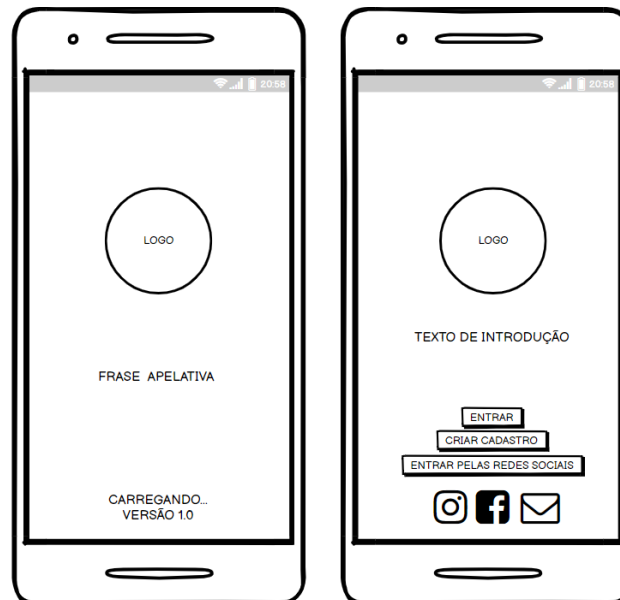 20:58
LOGO
FRASE APELATIVA
CARREGANDO...
VERSÃO 1.0
20:58
LOGO
TEXTO DE INTRODUÇÃO
ENTRAR
CRIAR CADASTRO
ENTRAR PELAS REDES SOCIAIS